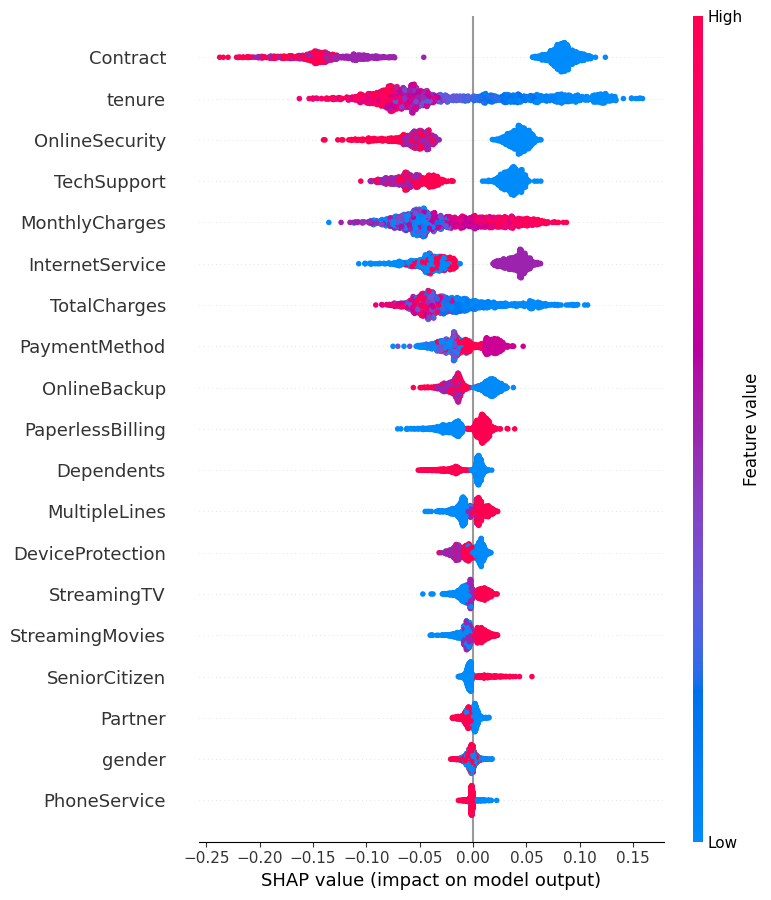 High
Contract
tenure
OnlineSecurity
TechSupport
MonthlyCharges
InternetService
TotalCharges
PaymentMethod
OnlineBackup
PaperlessBilling
Dependents
MultipleLines
DeviceProtection
StreamingTV
StreamingMovies
SeniorCitizen
Partner
gender
PhoneService
Feature value
Low
−0.25 −0.20 −0.15 −0.10 −0.05 0.00 0.05 0.10 0.15
SHAP value (impact on model output)